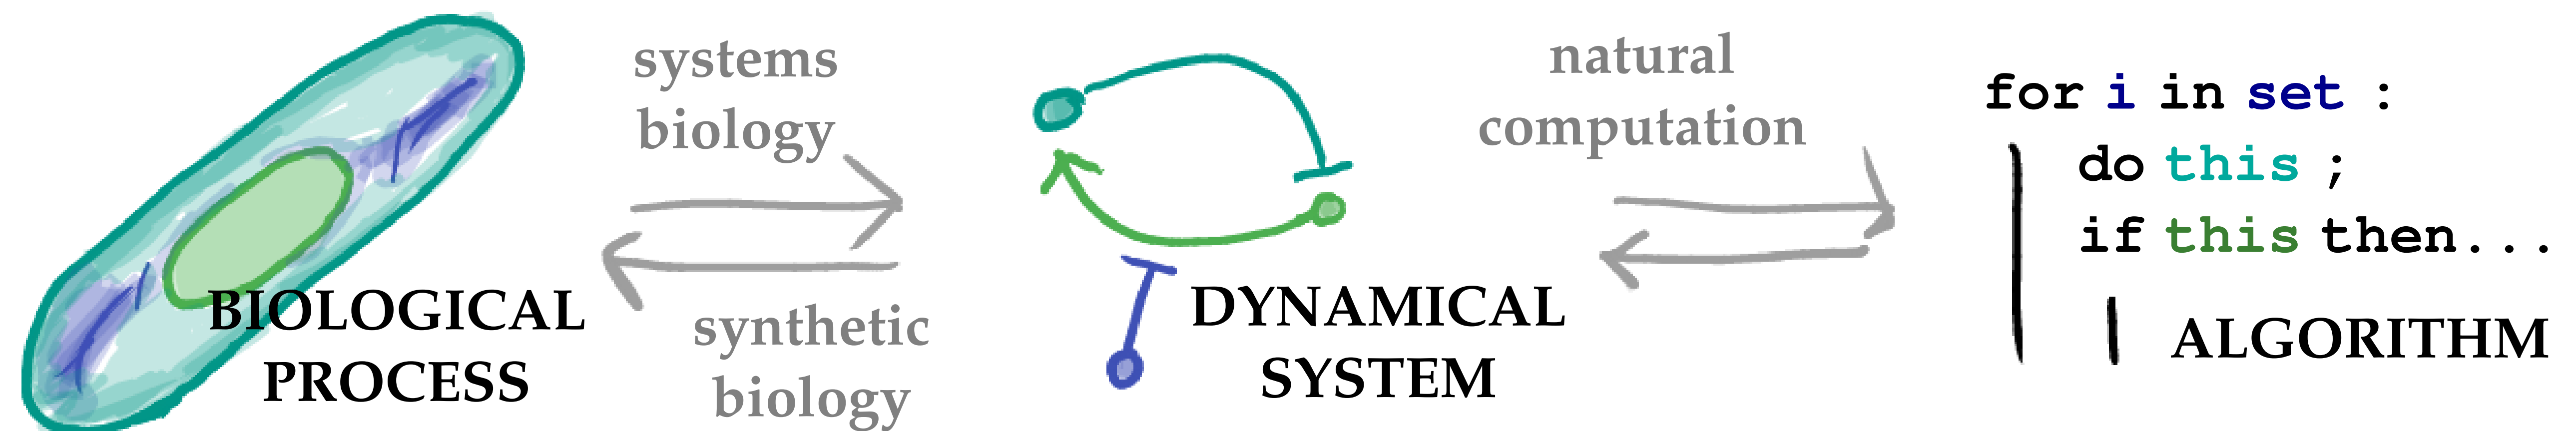 systems
biology
synthetic
biology
BIOLOGICAL
PROCESS
natural
computation
DYNAMICAL
SYSTEM
for i in set :
do this ;
if this then...
ALGORITHM